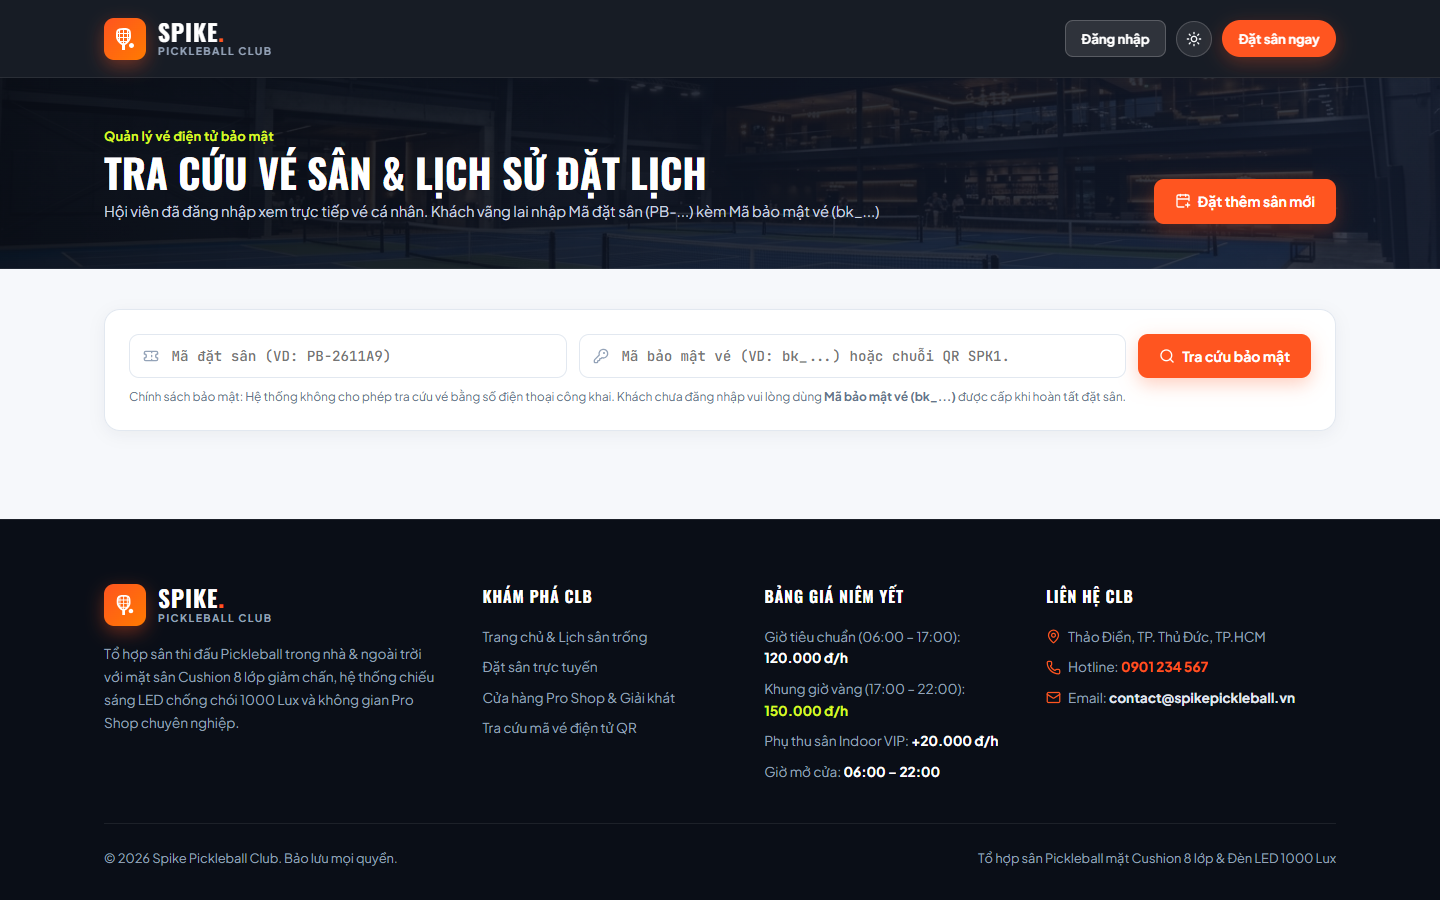 SPIKE.
PICKLEBALL CLUB
Đăng nhập
Đặt sân ngay
Quản lý vé điện tử bảo mật
TRA CỨU VÉ SÂN & LỊCH SỬ ĐẶT LỊCH
Hội viên đã đăng nhập xem trực tiếp vé cá nhân. Khách vãng lai nhập Mã đặt sân (PB-...) kèm Mã bảo mật vé (bk_...)
Đặt thêm sân mới
Mã đặt sân (VD: PB-2611A9)
Mã bảo mật vé (VD: bk_...) hoặc chuỗi QR SPK1.
Tra cứu bảo mật
Chính sách bảo mật: Hệ thống không cho phép tra cứu vé bằng số điện thoại công khai. Khách chưa đăng nhập vui lòng dùng Mã bảo mật vé (bk_...) được cấp khi hoàn tất đặt sân.
SPIKE.
PICKLEBALL CLUB
Tổ hợp sân thi đấu Pickleball trong nhà & ngoài trời
với mặt sân Cushion 8 lớp giảm chấn, hệ thống chiếu
sáng LED chống chói 1000 Lux và không gian Pro
Shop chuyên nghiệp.
KHÁM PHÁ CLB
Trang chủ & Lịch sân trống
Đặt sân trực tuyến
Cửa hàng Pro Shop & Giải khát
Tra cứu mã vé điện tử QR
BẢNG GIÁ NIÊM YẾT
Giờ tiêu chuẩn (06:00 – 17:00):
120.000 đ/h
Khung giờ vàng (17:00 – 22:00):
150.000 đ/h
Phụ thu sân Indoor VIP: +20.000 đ/h
Giờ mở cửa: 06:00 – 22:00
LIÊN HỆ CLB
Thảo Điền, TP. Thủ Đức, TP.HCM
Hotline: 0901 234 567
Email: contact@spikepickleball.vn
© 2026 Spike Pickleball Club. Bảo lưu mọi quyền.
Tổ hợp sân Pickleball mặt Cushion 8 lớp & Đèn LED 1000 Lux